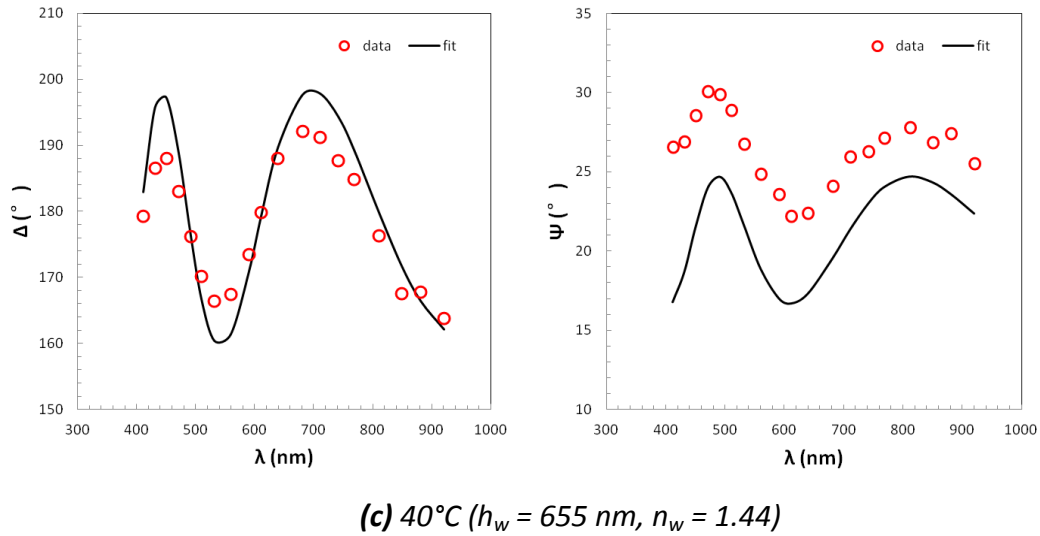 210
200
190
180
170
160
150
Δ (°)
data
fit
300 400 500 600 700 800 900 1000
λ (nm)
35
30
25
20
15
10
Ψ (°)
data
fit
300 400 500 600 700 800 900 1000
λ (nm)
(c) 40°C (h_w = 655 nm, n_w = 1.44)